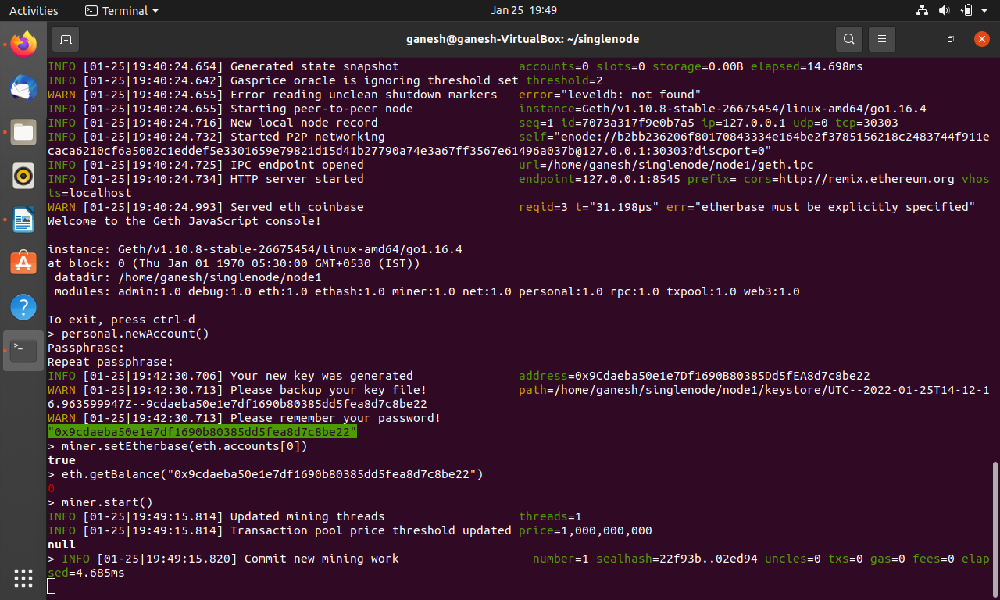 Activities Terminal Jan 25 19:49
ganesh@ganesh-VirtualBox: ~/singlenode
INFO [01-25|19:40:24.654] Generated state snapshot accounts=0 slots=0 storage=0.00B elapsed=14.698ms
INFO [01-25|19:40:24.642] Gasprice oracle is ignoring threshold set threshold=2
WARN [01-25|19:40:24.655] Error reading unclean shutdown markers error="leveldb: not found"
INFO [01-25|19:40:24.655] Starting peer-to-peer node instance=Geth/v1.10.8-stable-26675454/linux-amd64/go1.16.4
INFO [01-25|19:40:24.716] New local node record seq=1 id=7073a317f9e0b7a5 ip=127.0.0.1 udp=0 tcp=30303
INFO [01-25|19:40:24.732] Started P2P networking self="enode://b2bb236206f80170843334e164be2f3785156218c2483744f911e
caca6210cf6a5002c1eddef5e3301659e79821d15d41b27790a74e3a67ff3567e61496a037b@127.0.0.1:30303?discport=0"
INFO [01-25|19:40:24.725] IPC endpoint opened url=/home/ganesh/singlenode/node1/geth.ipc
INFO [01-25|19:40:24.734] HTTP server started endpoint=127.0.0.1:8545 prefix= cors=http://remix.ethereum.org vhos
ts=localhost
WARN [01-25|19:40:24.993] Served eth_coinbase reqid=3 t="31.198µs" err="etherbase must be explicitly specified"
Welcome to the Geth JavaScript console!
instance: Geth/v1.10.8-stable-26675454/linux-amd64/go1.16.4
at block: 0 (Thu Jan 01 1970 05:30:00 GMT+0530 (IST))
datadir: /home/ganesh/singlenode/node1
modules: admin:1.0 debug:1.0 eth:1.0 ethash:1.0 miner:1.0 net:1.0 personal:1.0 rpc:1.0 txpool:1.0 web3:1.0
To exit, press ctrl-d
> personal.newAccount()
Passphrase:
Repeat passphrase:
INFO [01-25|19:42:30.706] Your new key was generated address=0x9Cdaeba50e1e7Df1690B80385Dd5fEA8d7c8be22
WARN [01-25|19:42:30.713] Please backup your key file! path=/home/ganesh/singlenode/node1/keystore/UTC--2022-01-25T14-12-1
6.963599947Z--9cdaeba50e1e7df1690b80385dd5fea8d7c8be22
WARN [01-25|19:42:30.713] Please remember your password!
"0x9cdaeba50e1e7df1690b80385dd5fea8d7c8be22"
> miner.setEtherbase(eth.accounts[0])
true
> eth.getBalance("0x9cdaeba50e1e7df1690b80385dd5fea8d7c8be22")
0
> miner.start()
INFO [01-25|19:49:15.814] Updated mining threads threads=1
INFO [01-25|19:49:15.814] Transaction pool price threshold updated price=1,000,000,000
null
> INFO [01-25|19:49:15.820] Commit new mining work number=1 sealhash=22f93b..02ed94 uncles=0 txs=0 gas=0 fees=0 elap
sed=4.685ms